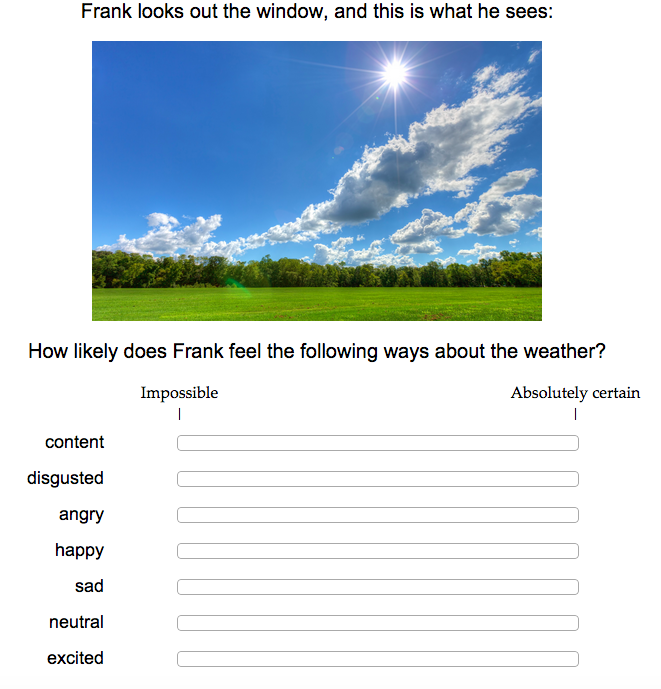 Frank looks out the window, and this is what he sees:
How likely does Frank feel the following ways about the weather?
Impossible Absolutely certain
content
disgusted
angry
happy
sad
neutral
excited